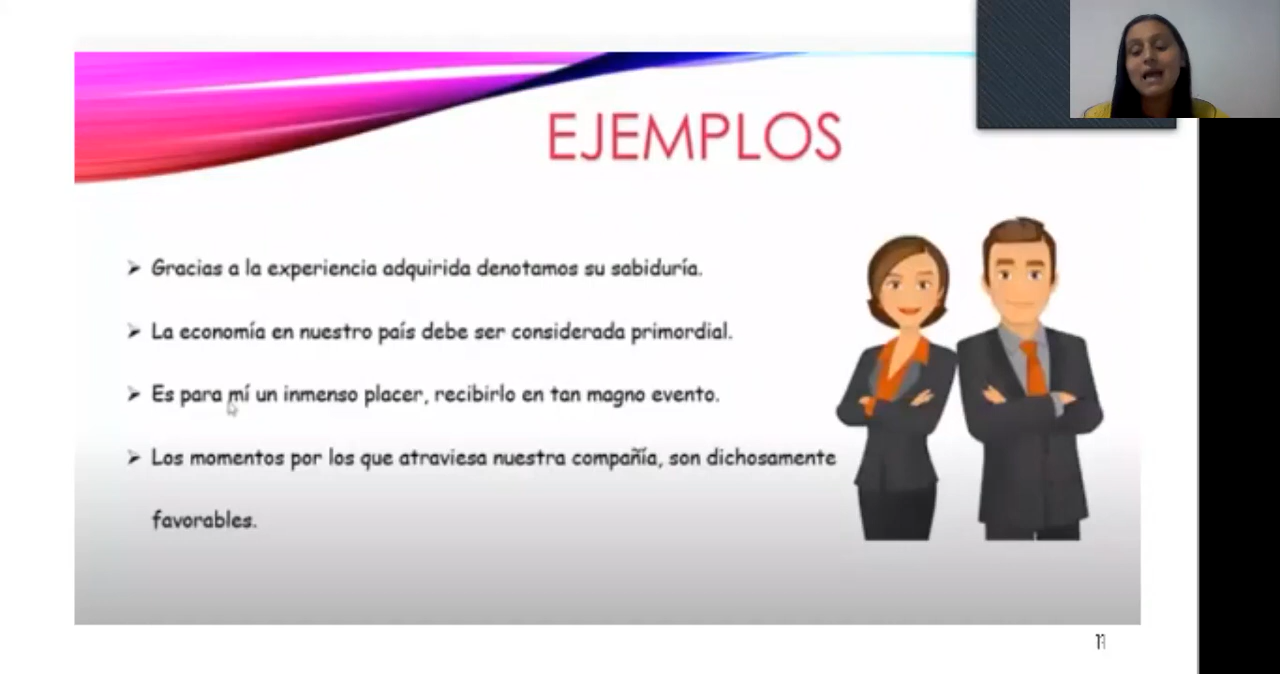 EJEMPLOS
➢ Gracias a la experiencia adquirida denotamos su sabiduría.
➢ La economía en nuestro país debe ser considerada primordial.
➢ Es para mí un inmenso placer, recibirlo en tan magno evento.
➢ Los momentos por los que atraviesa nuestra compañía, son dichosamente
favorables.